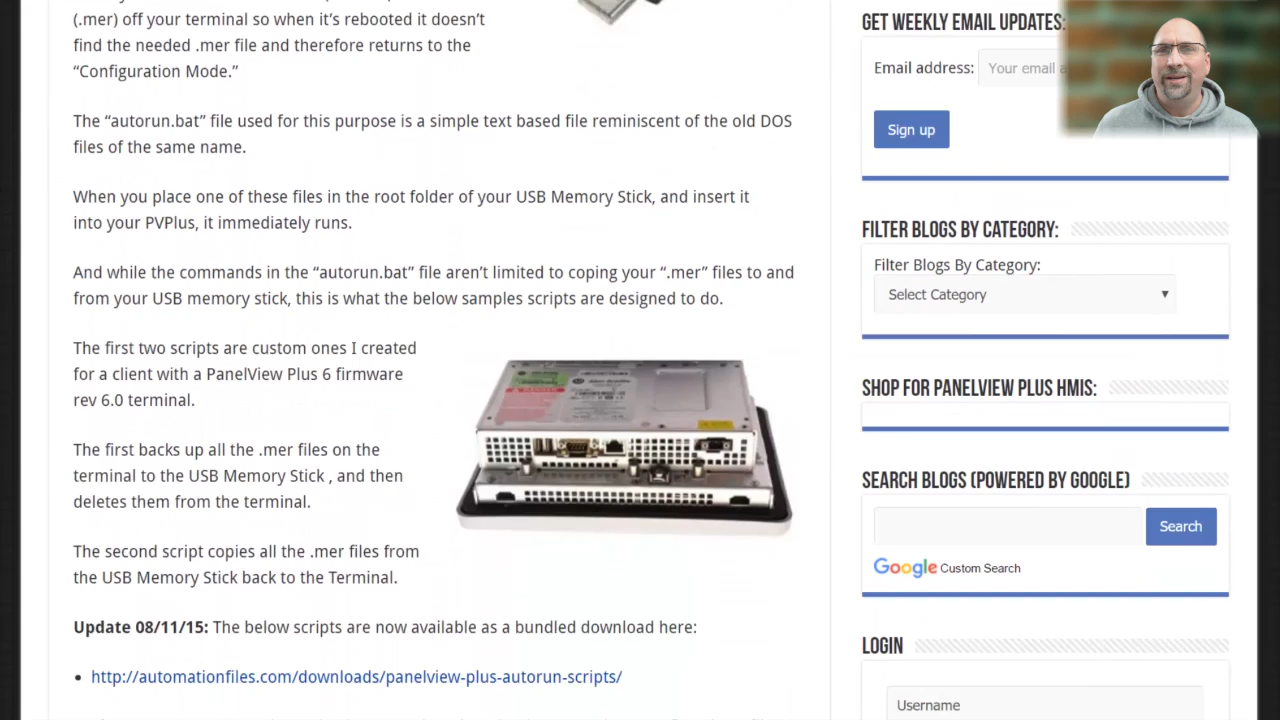 (.mer) off your terminal so when it’s rebooted it doesn’t
find the needed .mer file and therefore returns to the
“Configuration Mode.”
The “autorun.bat” file used for this purpose is a simple text based file reminiscent of the old DOS
files of the same name.
When you place one of these files in the root folder of your USB Memory Stick, and insert it
into your PVPlus, it immediately runs.
And while the commands in the “autorun.bat” file aren’t limited to coping your “.mer” files to and
from your USB memory stick, this is what the below samples scripts are designed to do.
The first two scripts are custom ones I created
for a client with a PanelView Plus 6 firmware
rev 6.0 terminal.
The first backs up all the .mer files on the
terminal to the USB Memory Stick , and then
deletes them from the terminal.
The second script copies all the .mer files from
the USB Memory Stick back to the Terminal.
Update 08/11/15: The below scripts are now available as a bundled download here:
http://automationfiles.com/downloads/panelview-plus-autorun-scripts/
GET WEEKLY EMAIL UPDATES:
Email address:
Your email
Sign up
FILTER BLOGS BY CATEGORY:
Filter Blogs By Category:
Select Category
SHOP FOR PANELVIEW PLUS HMIS:
SEARCH BLOGS (POWERED BY GOOGLE)
Search
Google Custom Search
LOGIN
Username